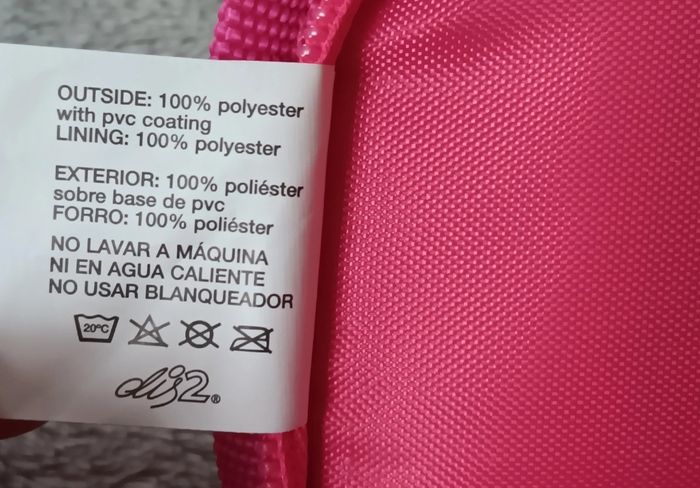 OUTSIDE: 100% polyester
with pvc coating
LINING: 100% polyester
EXTERIOR: 100% poliéster
sobre base de pvc
FORRO: 100% poliéster
NO LAVAR A MÁQUINA
NI EN AGUA CALIENTE
NO USAR BLANQUEADOR
20°C
dis2®